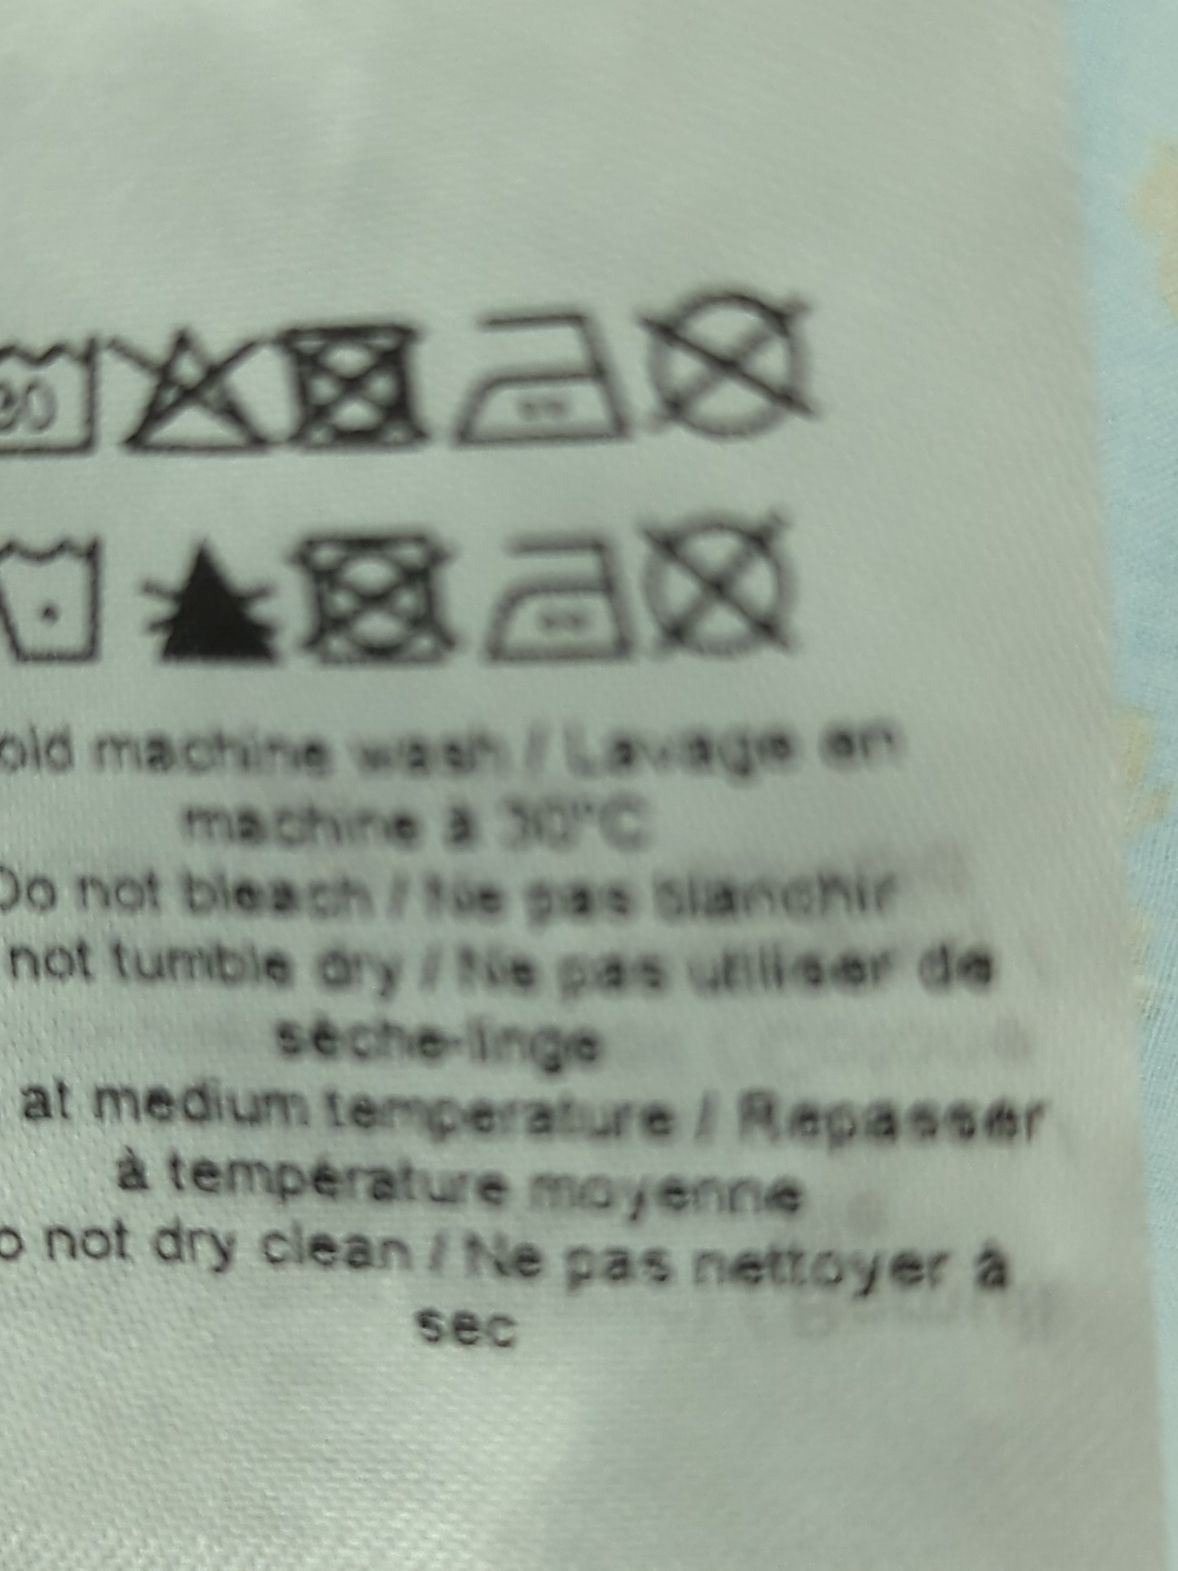 30
old machine wash / Lavage en
machine à 30°C
Do not bleach / Ne pas blanchir
not tumble dry / Ne pas utiliser de
sèche-linge
at medium temperature / Repasser
à température moyenne
o not dry clean / Ne pas nettoyer à
sec